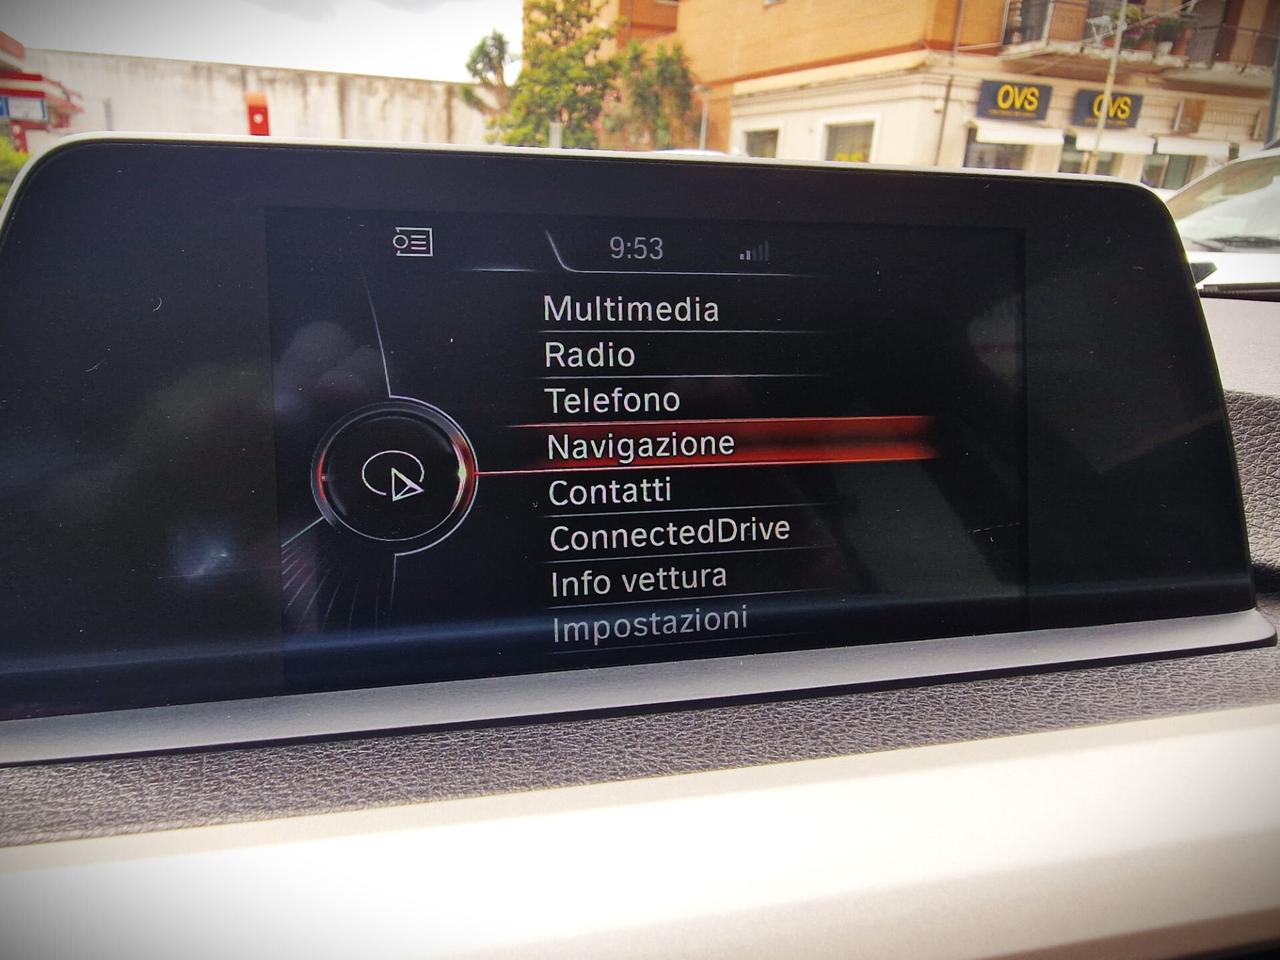 OVS
OVS
9:53
Multimedia
Radio
Telefono
Navigazione
Contatti
ConnectedDrive
Info vettura
Impostazioni